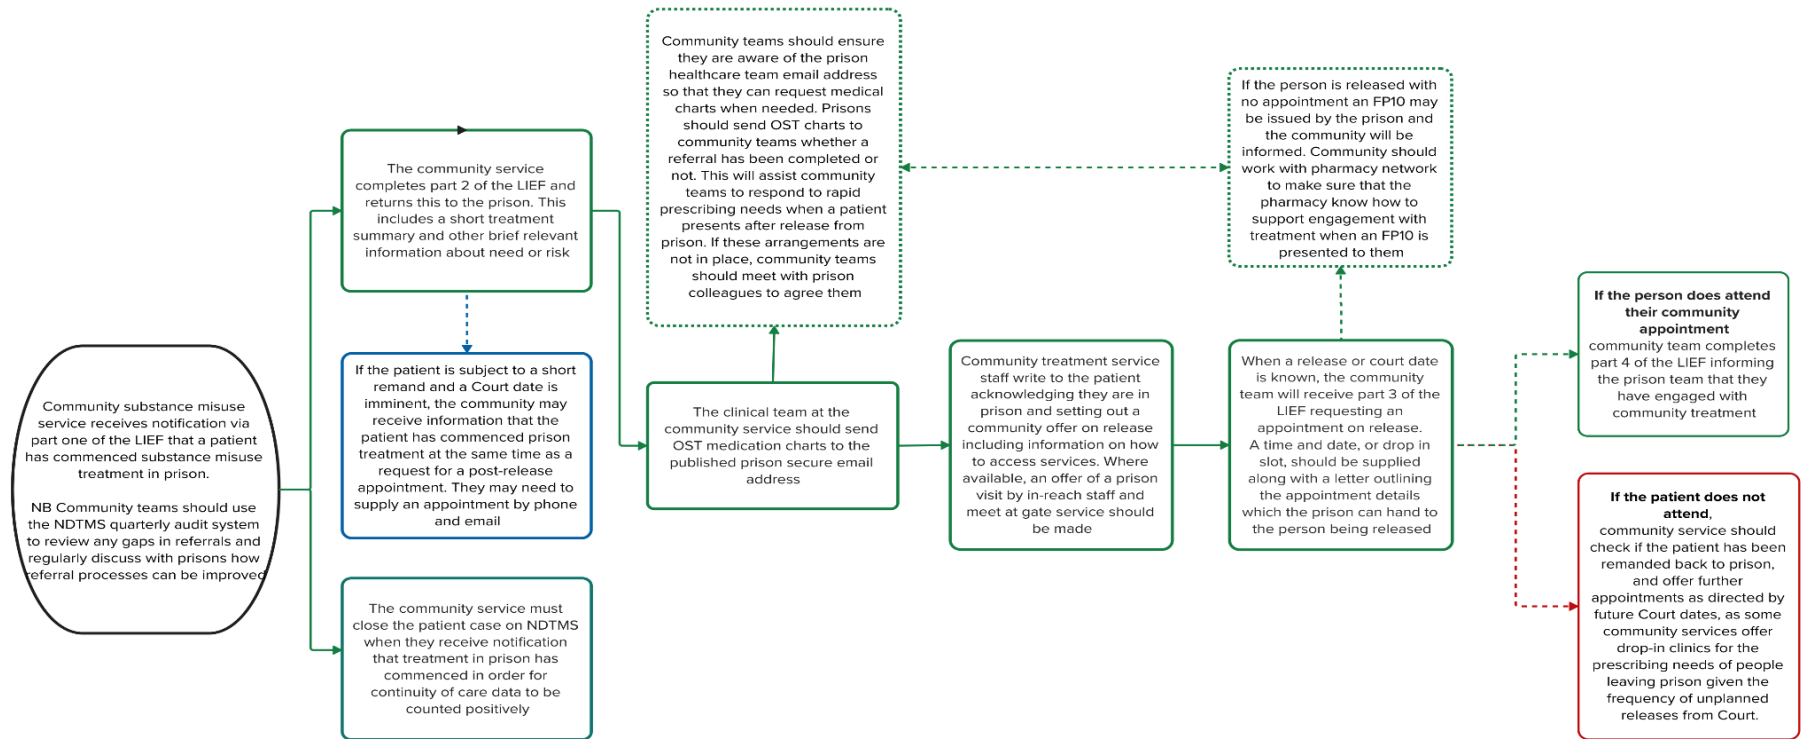 Community substance misuse
service receives notification via
part one of the LIEF that a patient
has commenced substance misuse
treatment in prison.
NB Community teams should use
the NDTMS quarterly audit system
to review any gaps in referrals and
regularly discuss with prisons how
referral processes can be improved
The community service
completes part 2 of the LIEF and
returns this to the prison. This
includes a short treatment
summary and other brief relevant
information about need or risk
If the patient is subject to a short
remand and a Court date is
imminent, the community may
receive information that the
patient has commenced prison
treatment at the same time as a
request for a post-release
appointment. They may need to
supply an appointment by phone
and email
The community service must
close the patient case on NDTMS
when they receive notification
that treatment in prison has
commenced in order for
continuity of care data to be
counted positively
Community teams should ensure
they are aware of the prison
healthcare team email address
so that they can request medical
charts when needed. Prisons
should send OST charts to
community teams whether a
referral has been completed or
not. This will assist community
teams to respond to rapid
prescribing needs when a patient
presents after release from
prison. If these arrangements are
not in place, community teams
should meet with prison
colleagues to agree them
The clinical team at the
community service should send
OST medication charts to the
published prison secure email
address
Community treatment service
staff write to the patient
acknowledging they are in
prison and setting out a
community offer on release
including information on how
to access services. Where
available, an offer of a prison
visit by in-reach staff and
meet at gate service should
be made
If the person is released with
no appointment an FP10 may
be issued by the prison and
the community will be
informed. Community should
work with pharmacy network
to make sure that the
pharmacy know how to
support engagement with
treatment when an FP10 is
presented to them
When a release or court date
is known, the community
team will receive part 3 of the
LIEF requesting an
appointment on release.
A time and date, or drop in
slot, should be supplied
along with a letter outlining
the appointment details
which the prison can hand to
the person being released
If the person does attend
their community
appointment
community team completes
part 4 of the LIEF informing
the prison team that they
have engaged with
community treatment
If the patient does not
attend,
community service should
check if the patient has been
remanded back to prison,
and offer further
appointments as directed by
future Court dates, as some
community services offer
drop-in clinics for the
prescribing needs of people
leaving prison given the
frequency of unplanned
releases from Court.